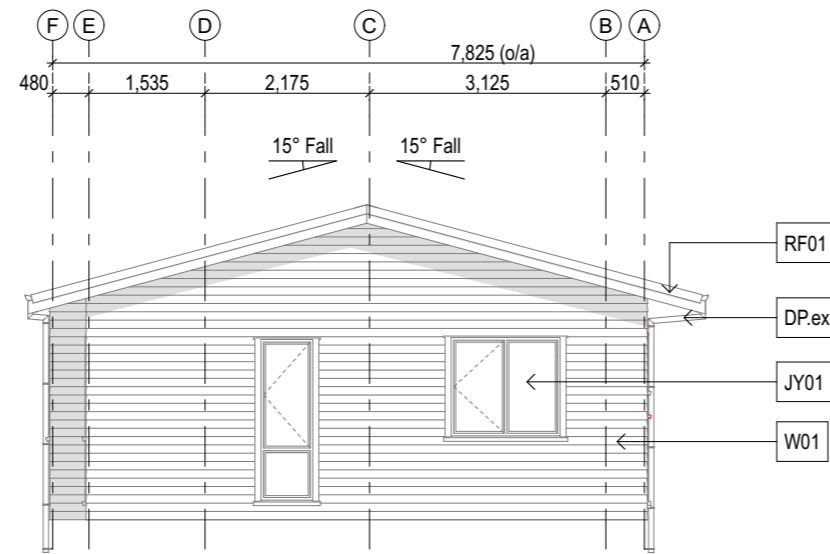 F E D C B A
7,825 (o/a)
480 1,535 2,175 3,125 510
15° Fall 15° Fall
RF01
DP.ex
JY01
W01